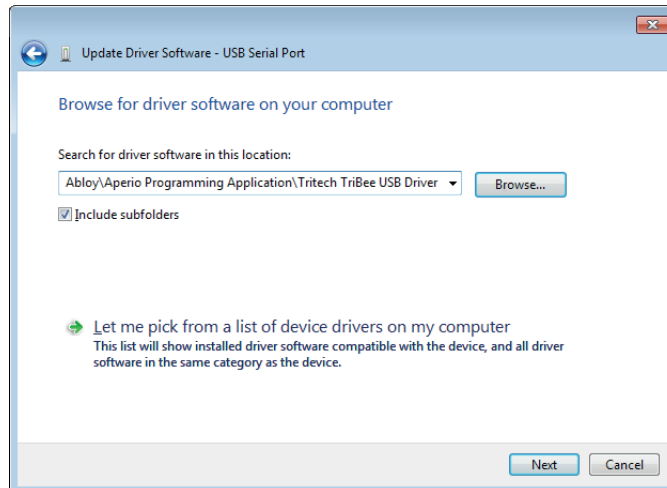 Update Driver Software - USB Serial Port
Browse for driver software on your computer
Search for driver software in this location:
Abloy\Aperio Programming Application\Tritech TriBee USB Driver
Browse...
Include subfolders
Let me pick from a list of device drivers on my computer
This list will show installed driver software compatible with the device, and all driver
software in the same category as the device.
Next
Cancel